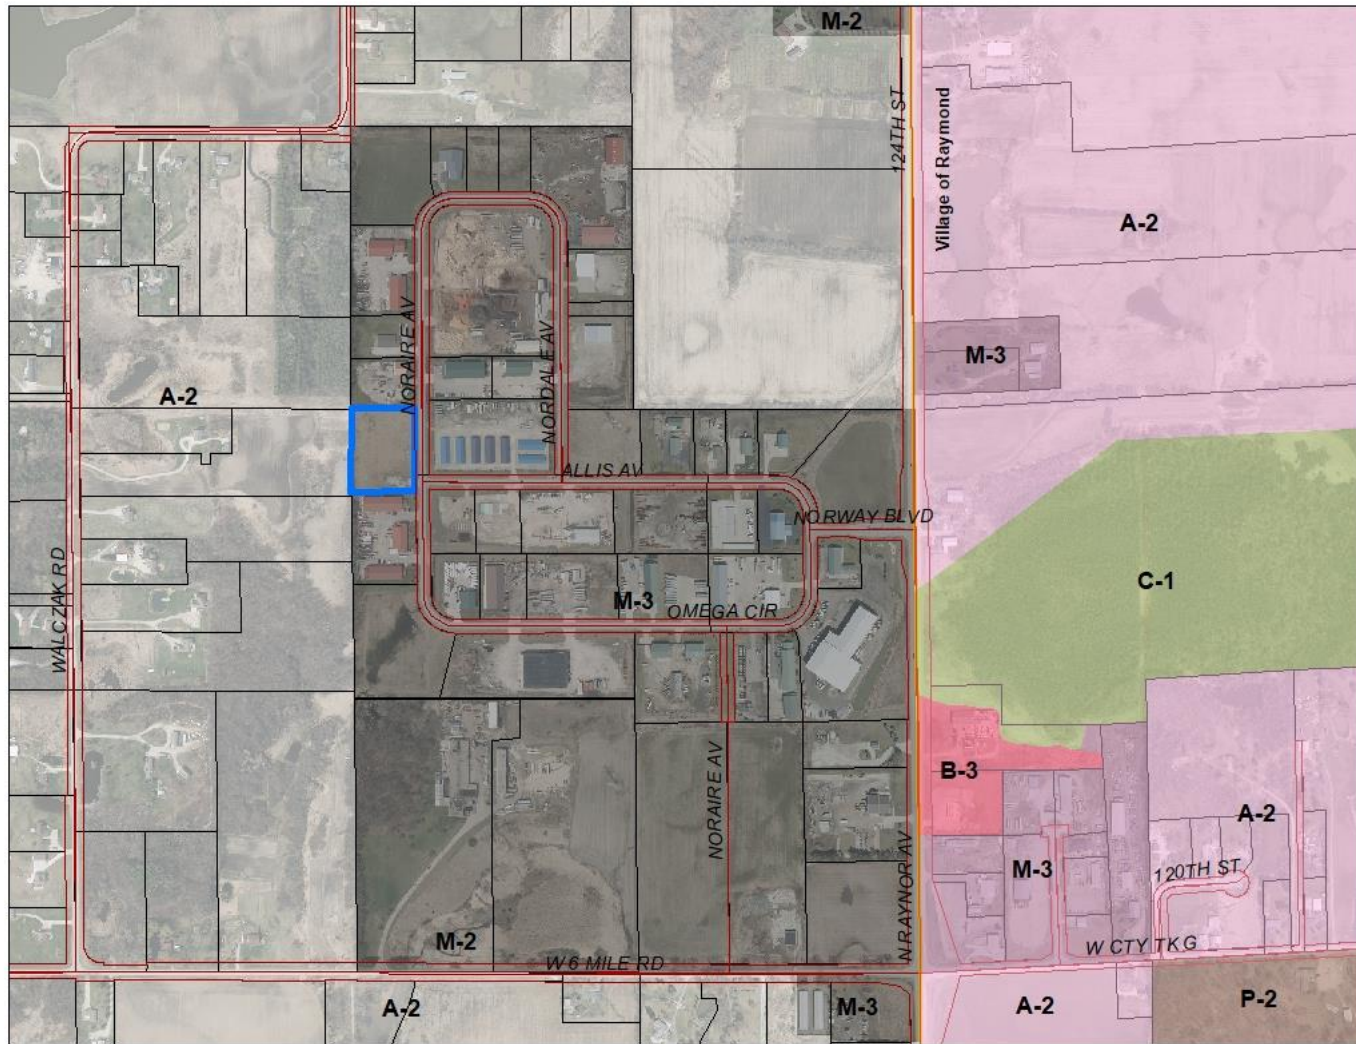 M-2
124TH ST
Village of Raymond
A-2
M-3
NORAIRE AV
NORDALE AV
A-2
ALLIS AV
NORWAY BLVD
C-1
WALCZAK RD
M-3
OMEGA CIR
B-3
NORAIRE AV
A-2
M-3
120TH ST
N RAYNOR AV
M-2
W 6 MILE RD
W CTY TK G
A-2
M-3
A-2
P-2